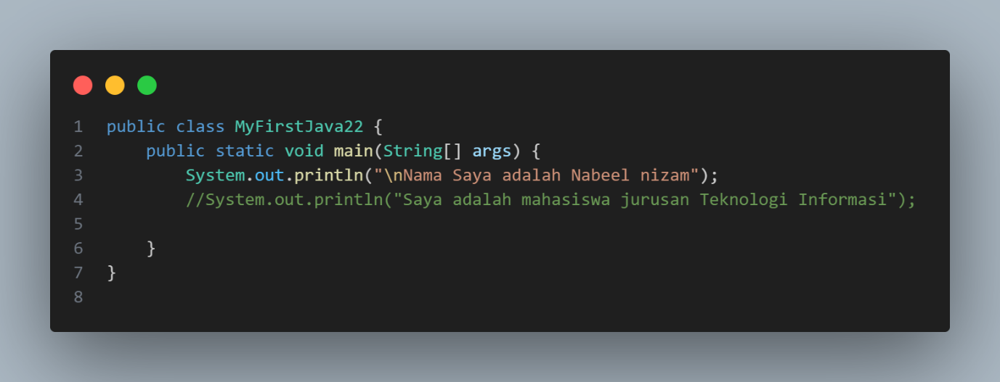 1 public class MyFirstJava22 {
2     public static void main(String[] args) {
3         System.out.println("\nNama Saya adalah Nabeel nizam");
4         //System.out.println("Saya adalah mahasiswa jurusan Teknologi Informasi");
5
6     }
7 }
8